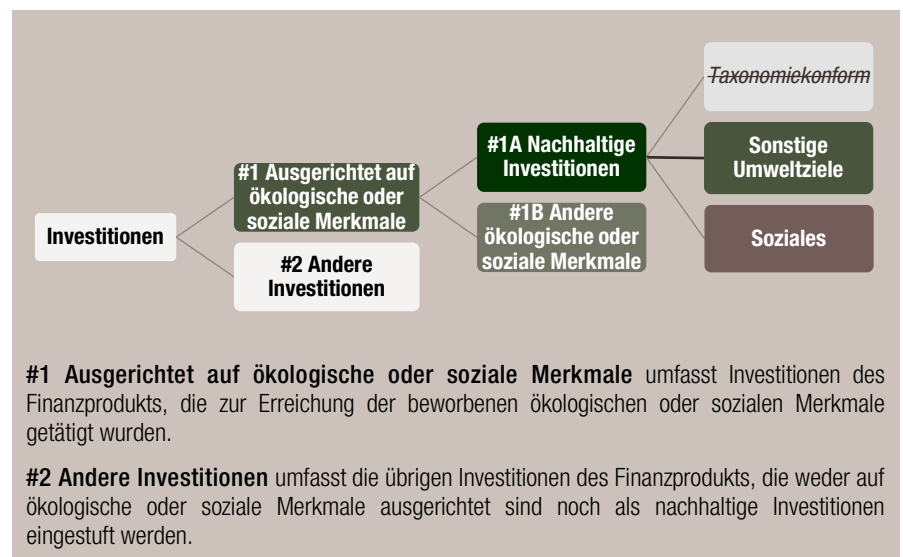 Taxonomiekonform
#1A Nachhaltige
Investitionen
Sonstige
Umweltziele
#1 Ausgerichtet auf
ökologische oder
soziale Merkmale
#1B Andere
ökologische oder
soziale Merkmale
Investitionen
Soziales
#2 Andere
Investitionen
#1 Ausgerichtet auf ökologische oder soziale Merkmale umfasst Investitionen des
Finanzprodukts, die zur Erreichung der beworbenen ökologischen oder sozialen Merkmale
getätigt wurden.
#2 Andere Investitionen umfasst die übrigen Investitionen des Finanzprodukts, die weder auf
ökologische oder soziale Merkmale ausgerichtet sind noch als nachhaltige Investitionen
eingestuft werden.